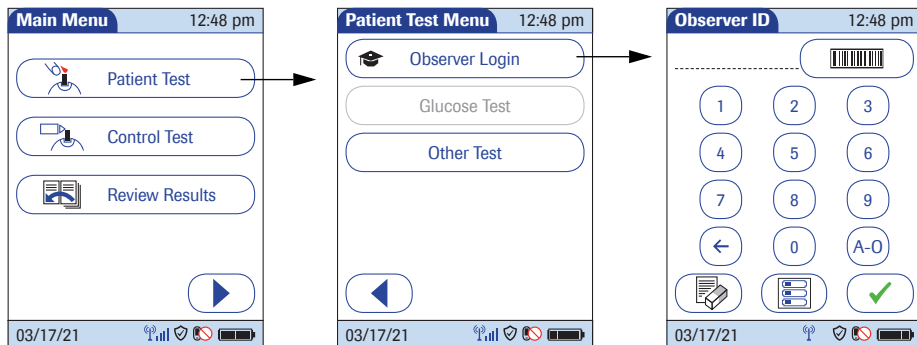 Main Menu 12:48 pm
Patient Test
Control Test
Review Results
03/17/21
Patient Test Menu 12:48 pm
Observer Login
Glucose Test
Other Test
03/17/21
Observer ID 12:48 pm
1 2 3
4 5 6
7 8 9
0 A-O
03/17/21